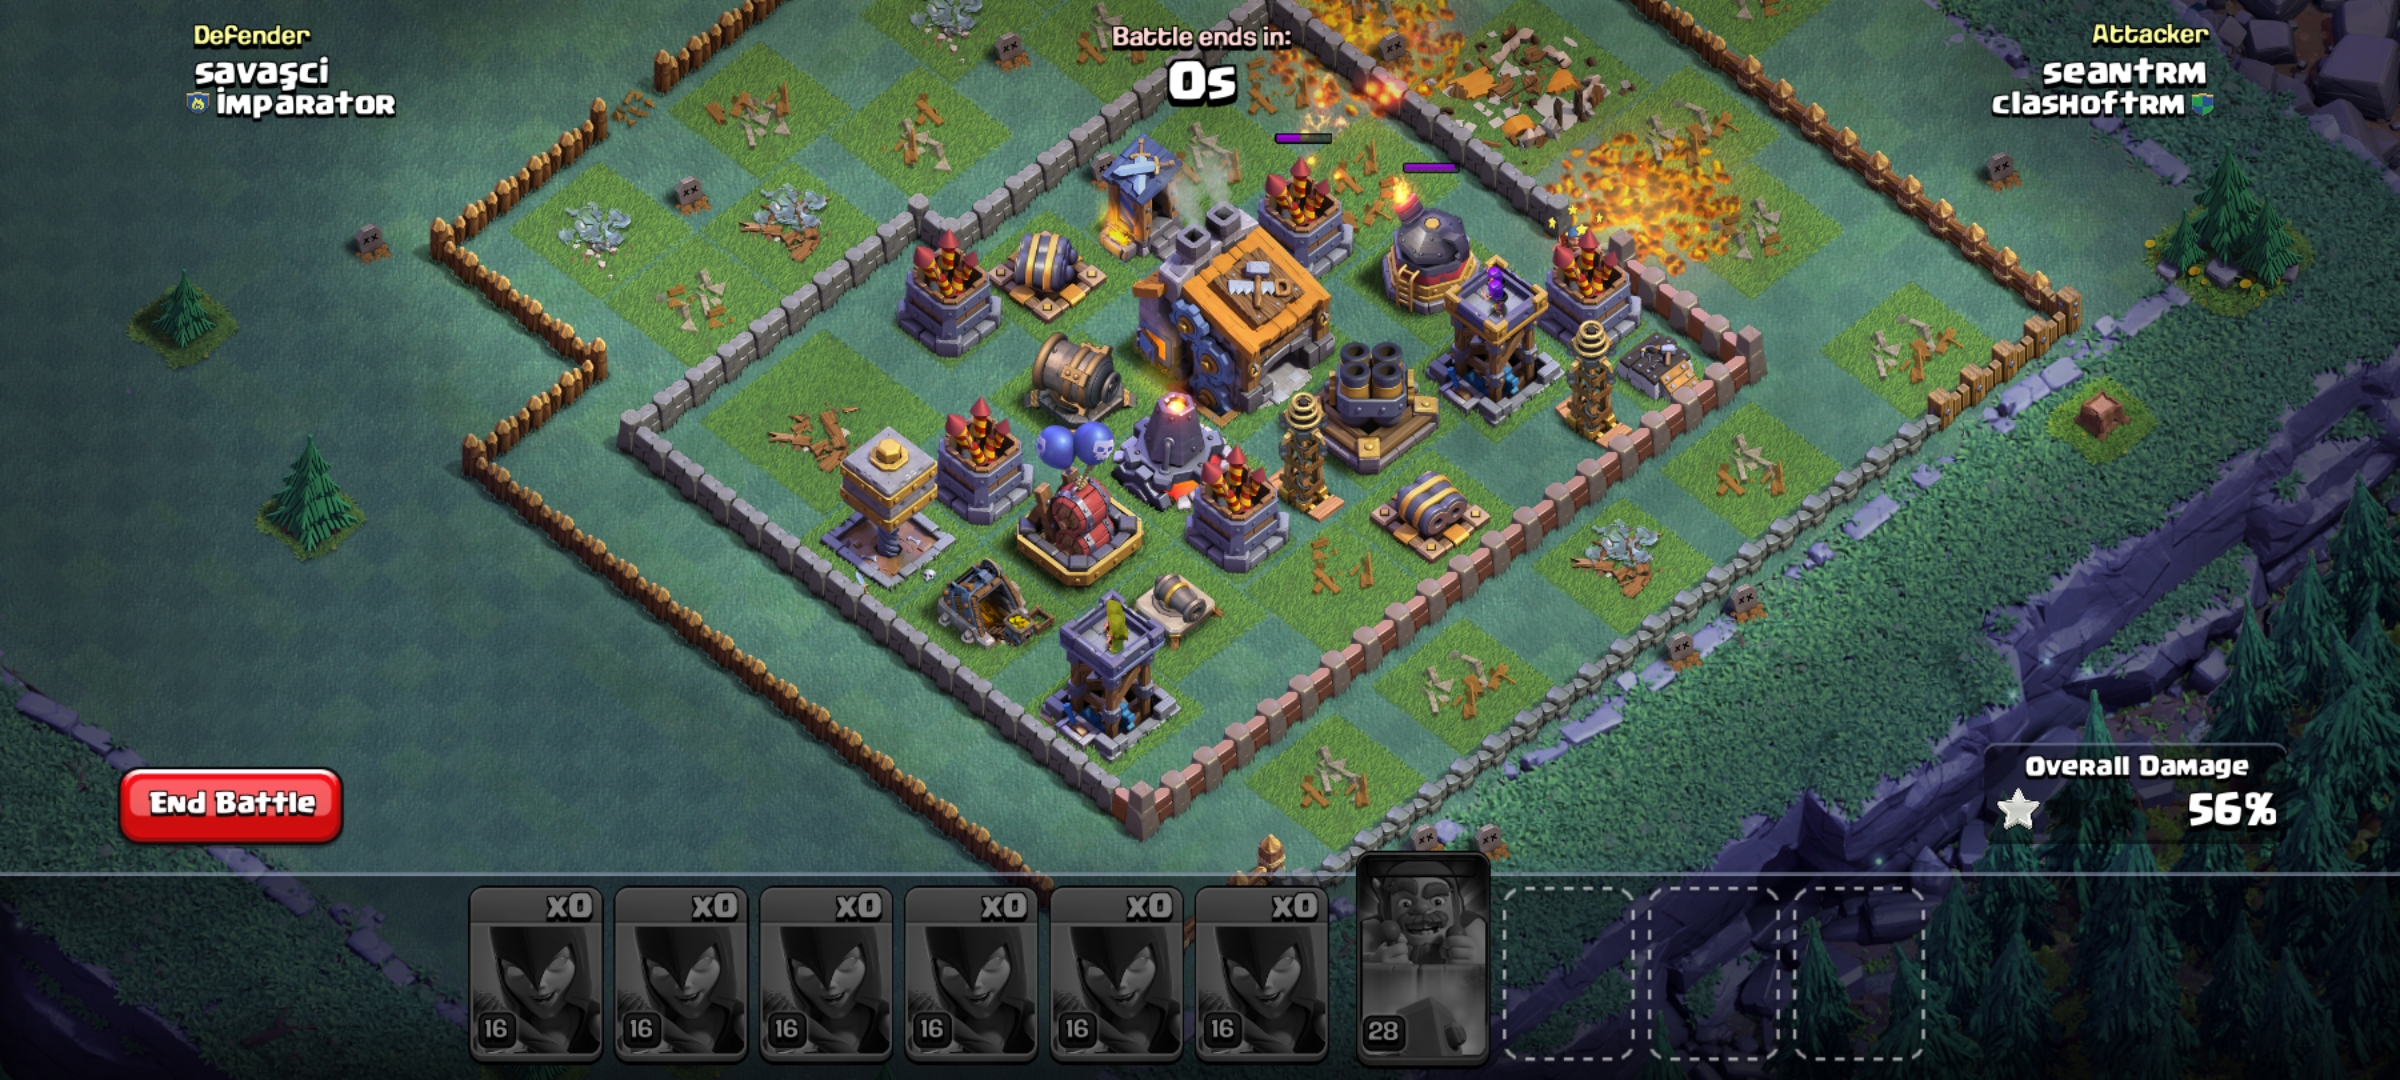 Defender
savaşci
imparator
Battle ends in:
0s
Attacker
seantRM
clashoftRM
End Battle
Overall Damage
56%
x0 x0 x0 x0 x0 x0
16 16 16 16 16 16 28